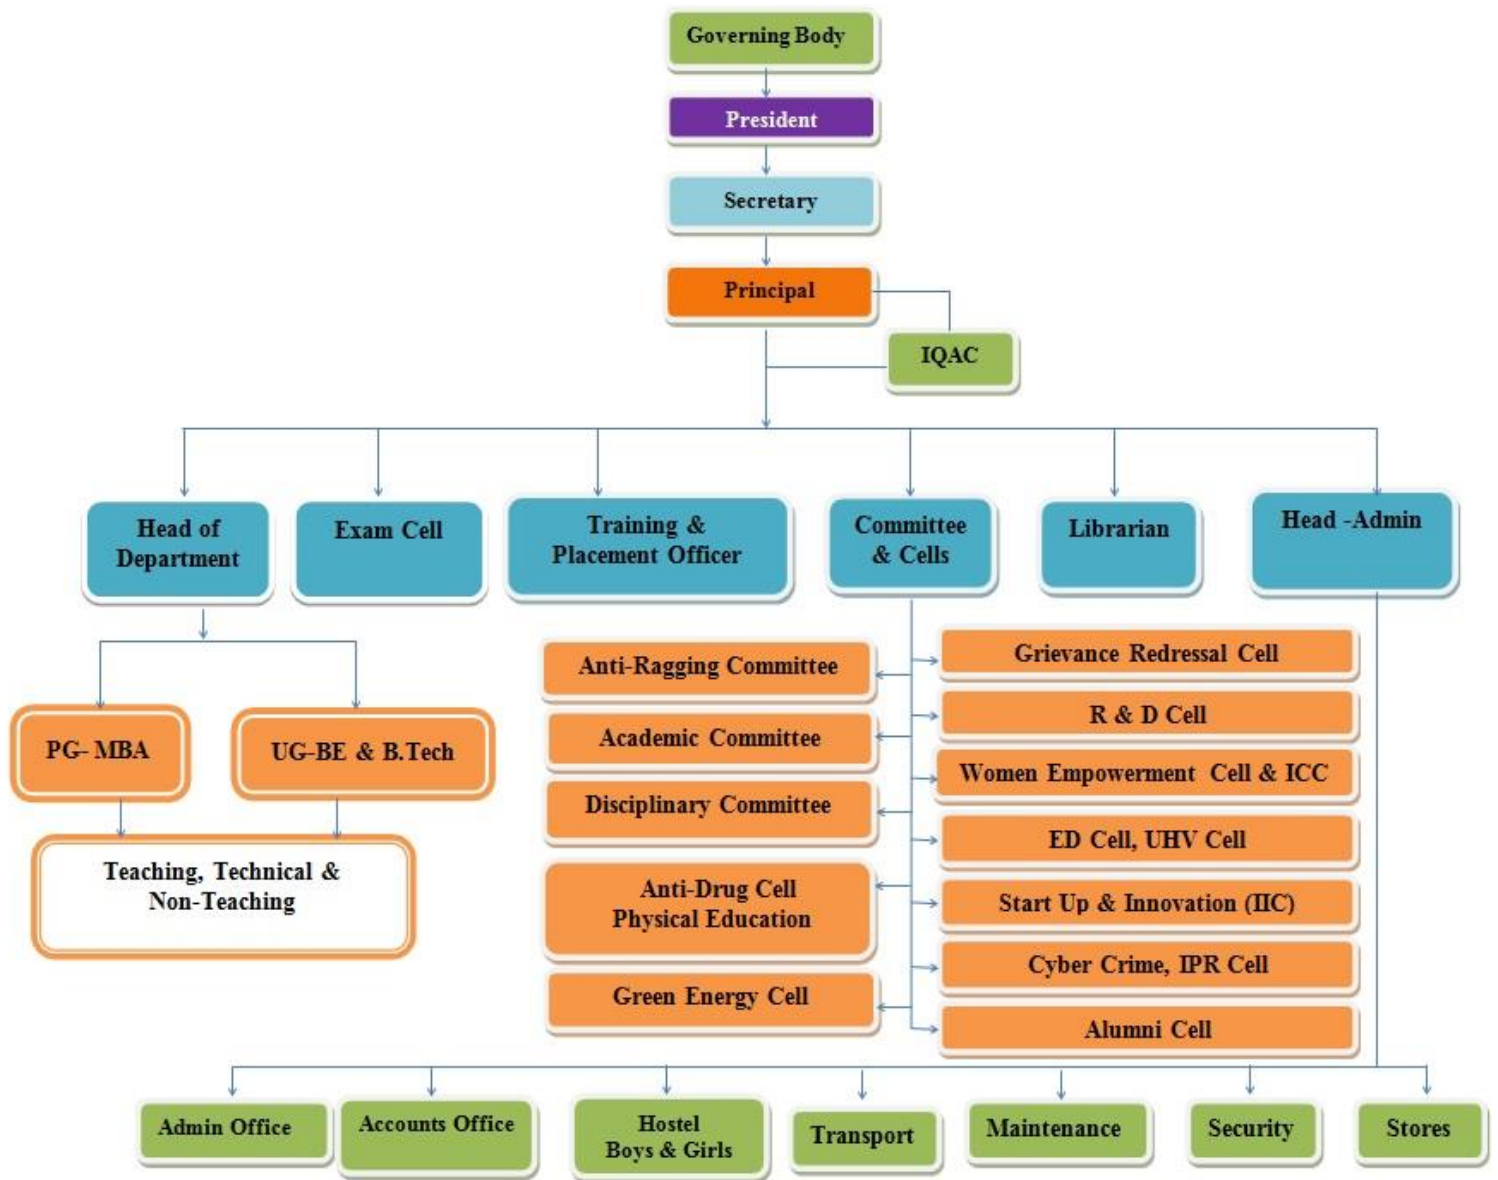 Governing Body
President
Secretary
Principal
IQAC
Head of
Department
Exam Cell
Training &
Placement Officer
Committee
& Cells
Librarian
Head -Admin
PG- MBA
UG-BE & B.Tech
Teaching, Technical &
Non-Teaching
Anti-Ragging Committee
Academic Committee
Disciplinary Committee
Anti-Drug Cell
Physical Education
Green Energy Cell
Grievance Redressal Cell
R & D Cell
Women Empowerment Cell & ICC
ED Cell, UHV Cell
Start Up & Innovation (IIC)
Cyber Crime, IPR Cell
Alumni Cell
Admin Office
Accounts Office
Hostel
Boys & Girls
Transport
Maintenance
Security
Stores